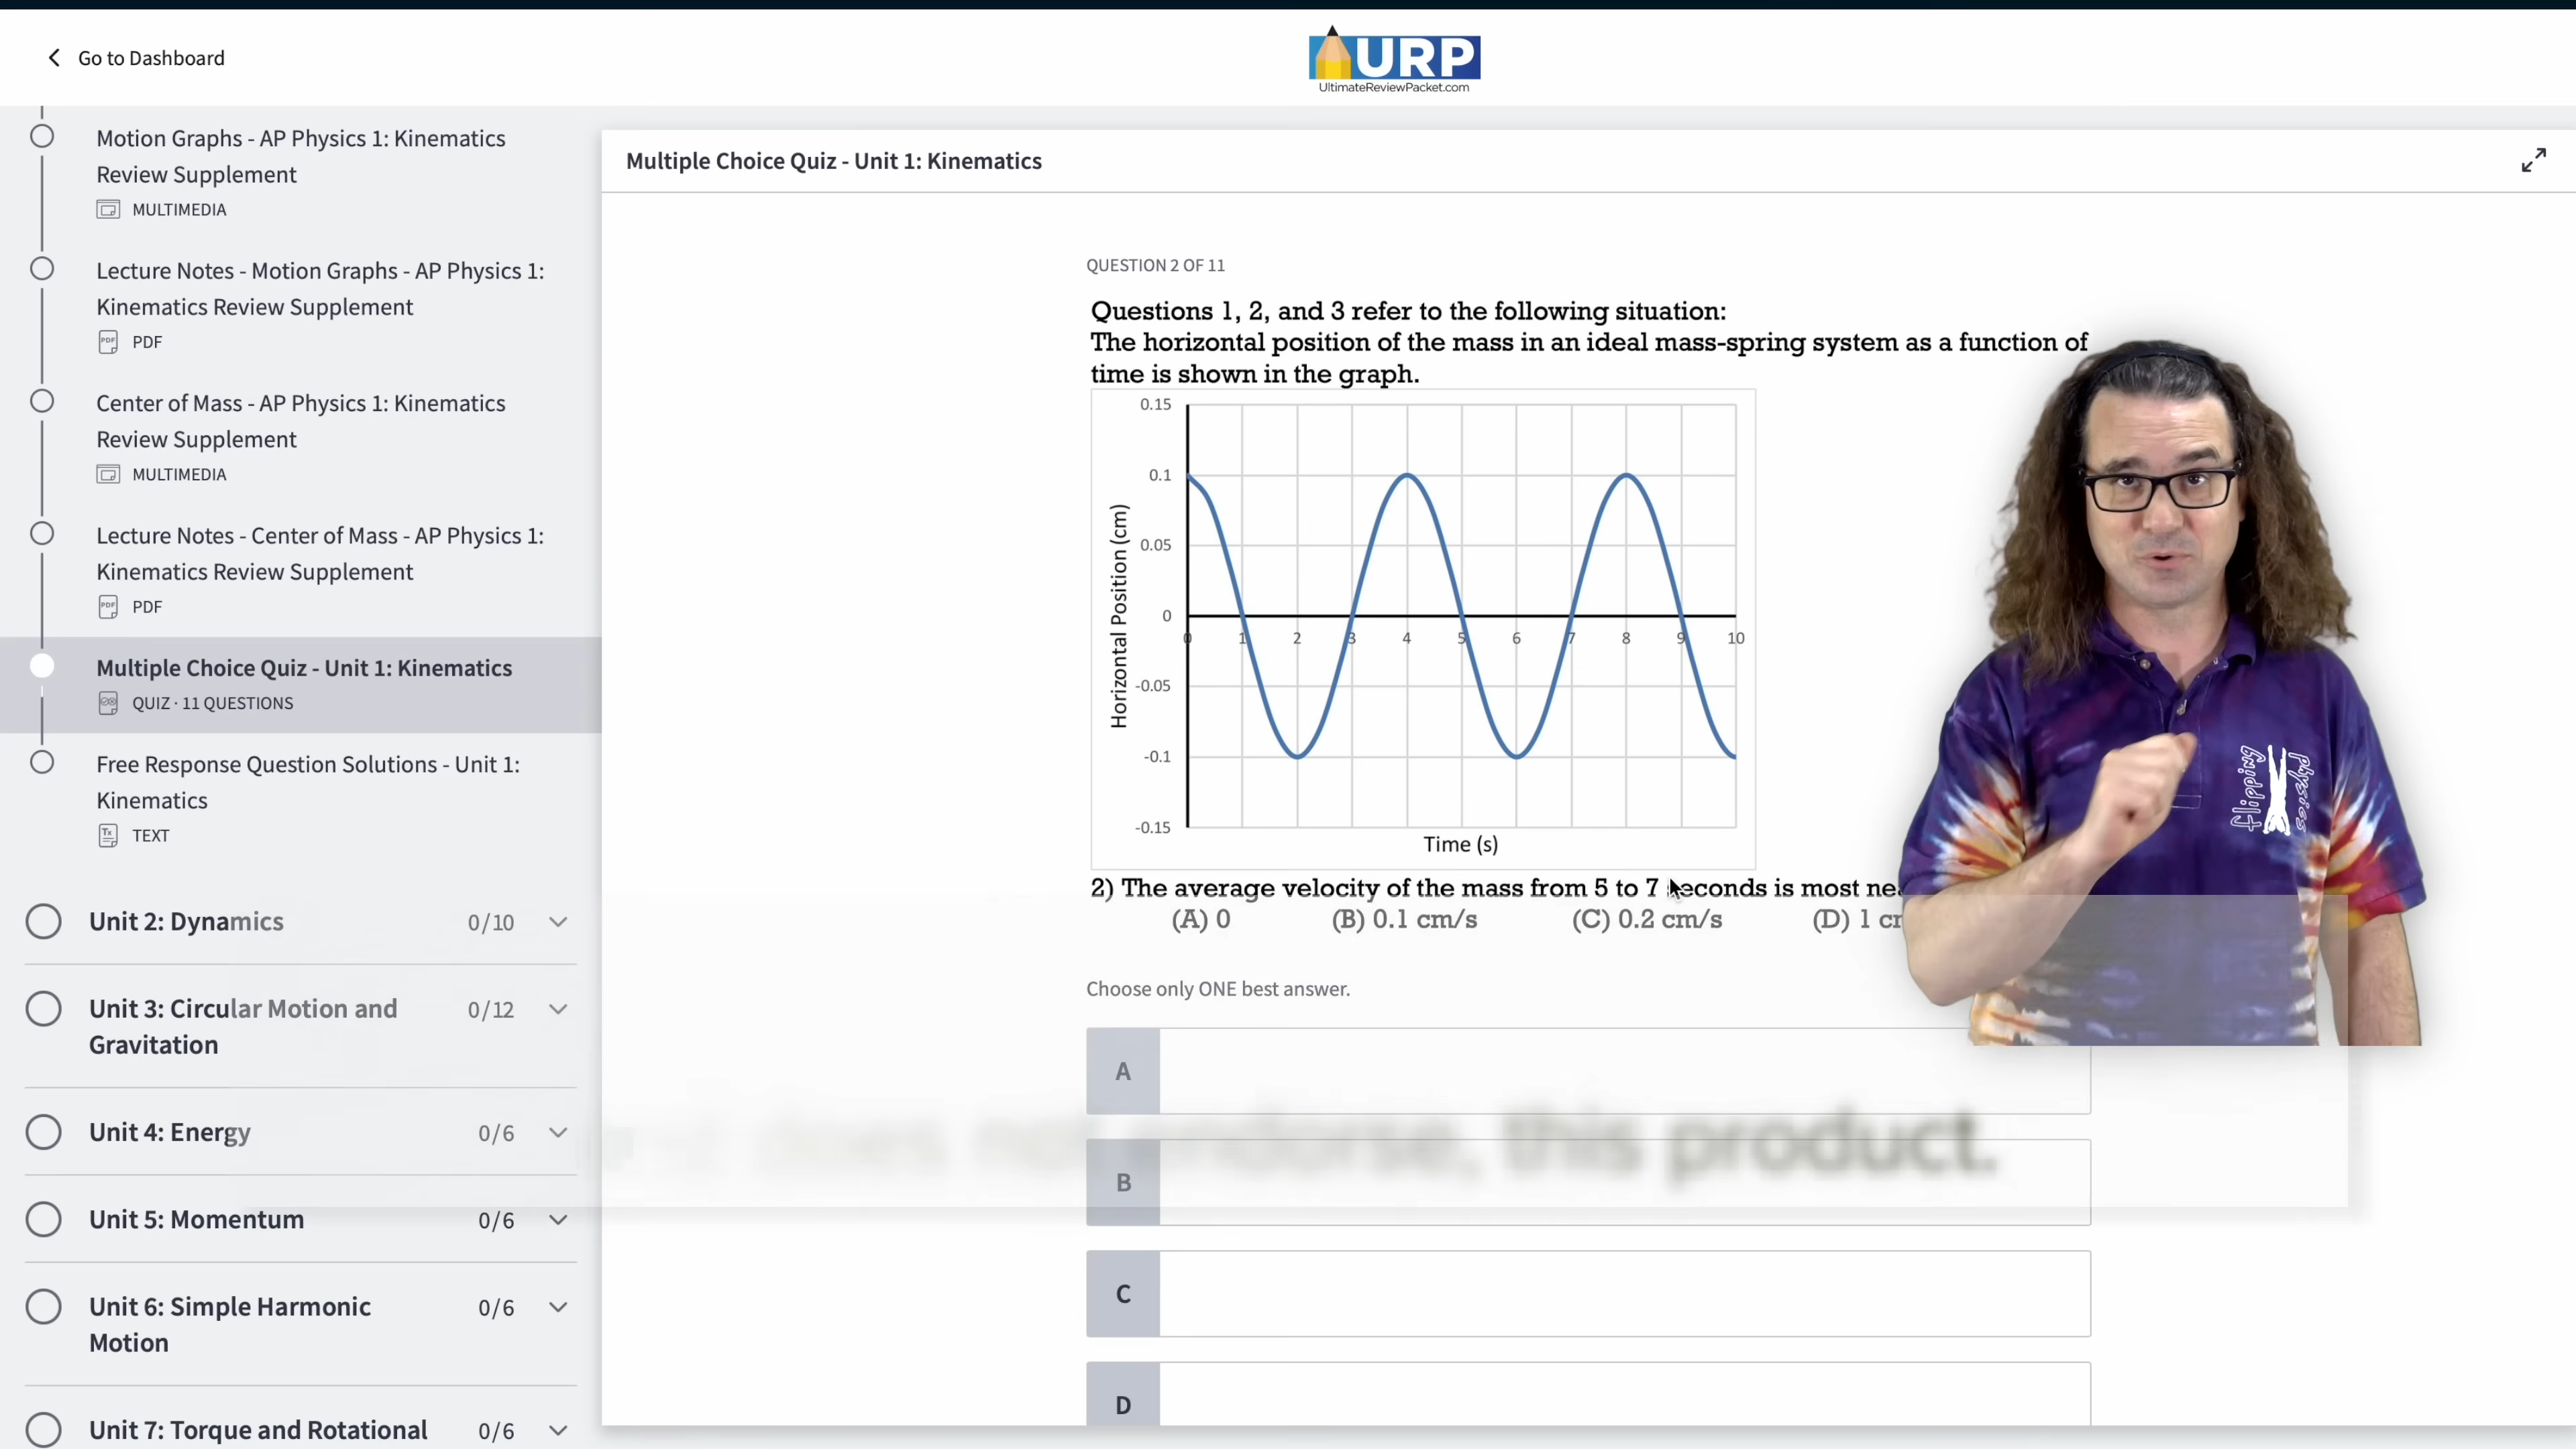 Go to Dashboard
URP
UltimateReviewPacket.com
Motion Graphs - AP Physics 1: Kinematics
Review Supplement
MULTIMEDIA
Lecture Notes - Motion Graphs - AP Physics 1:
Kinematics Review Supplement
PDF
PDF
Center of Mass - AP Physics 1: Kinematics
Review Supplement
MULTIMEDIA
Lecture Notes - Center of Mass - AP Physics 1:
Kinematics Review Supplement
PDF
PDF
Multiple Choice Quiz - Unit 1: Kinematics
QUIZ · 11 QUESTIONS
Free Response Question Solutions - Unit 1:
Kinematics
Tx
TEXT
Unit 2: Dynamics 0/10
Unit 3: Circular Motion and 0/12
Gravitation
Unit 4: Energy 0/6
Unit 5: Momentum 0/6
Unit 6: Simple Harmonic 0/6
Motion
Unit 7: Torque and Rotational 0/6
Multiple Choice Quiz - Unit 1: Kinematics
QUESTION 2 OF 11
Questions 1, 2, and 3 refer to the following situation:
The horizontal position of the mass in an ideal mass-spring system as a function of
time is shown in the graph.
Horizontal Position (cm)
0.15
0.1
0.05
0
-0.05
-0.1
-0.15
0 1 2 3 4 5 6 7 8 9 10
Time (s)
2) The average velocity of the mass from 5 to 7 seconds is most
(A) 0 (B) 0.1 cm/s (C) 0.2 cm/s (D) 1
Choose only ONE best answer.
A
B
C
D
does not endorse, this product.
flipping physics